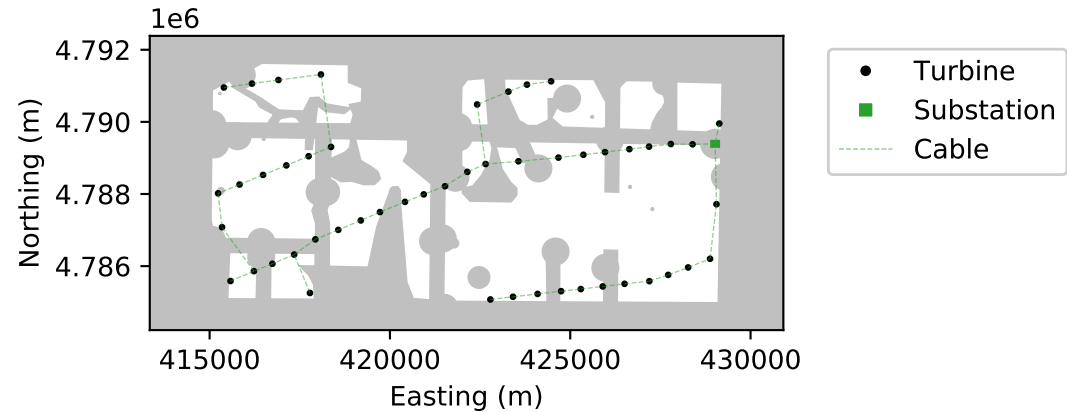 1e6
4.792
4.790
4.788
4.786
Northing (m)
415000 420000 425000 430000
Easting (m)
Turbine
Substation
Cable